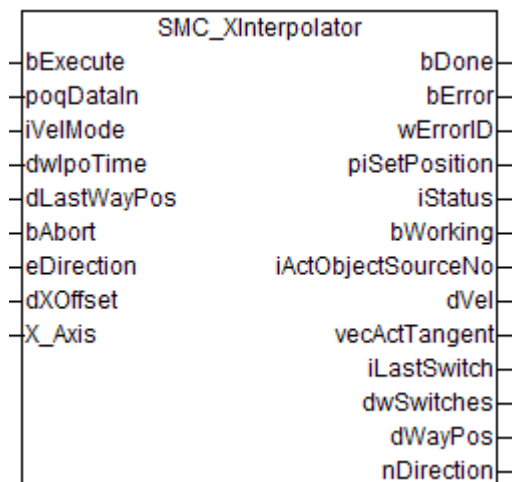 SMC_XInterpolator
bExecute bDone
poqDataIn bError
iVelMode wErrorID
dwIpoTime piSetPosition
dLastWayPos iStatus
bAbort bWorking
eDirection iActObjectSourceNo
dXOffset dVel
X_Axis vecActTangent
iLastSwitch
dwSwitches
dWayPos
nDirection